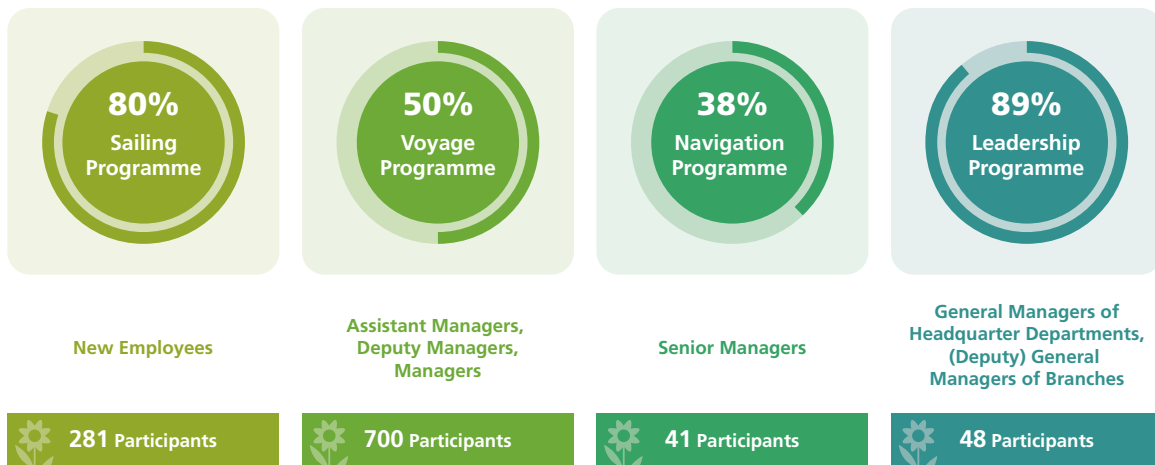 80%
Sailing
Programme
50%
Voyage
Programme
38%
Navigation
Programme
89%
Leadership
Programme
New Employees
Assistant Managers,
Deputy Managers,
Managers
Senior Managers
General Managers of
Headquarter Departments,
(Deputy) General
Managers of Branches
281 Participants
700 Participants
41 Participants
48 Participants